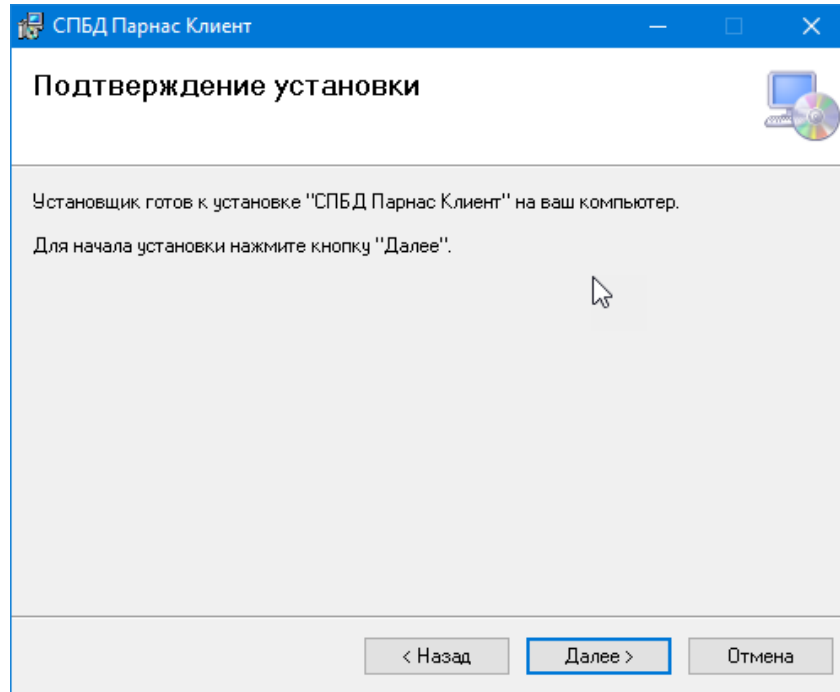 СПБД Парнас Клиент
Подтверждение установки
Установщик готов к установке "СПБД Парнас Клиент" на ваш компьютер.
Для начала установки нажмите кнопку "Далее".
< Назад
Далее >
Отмена